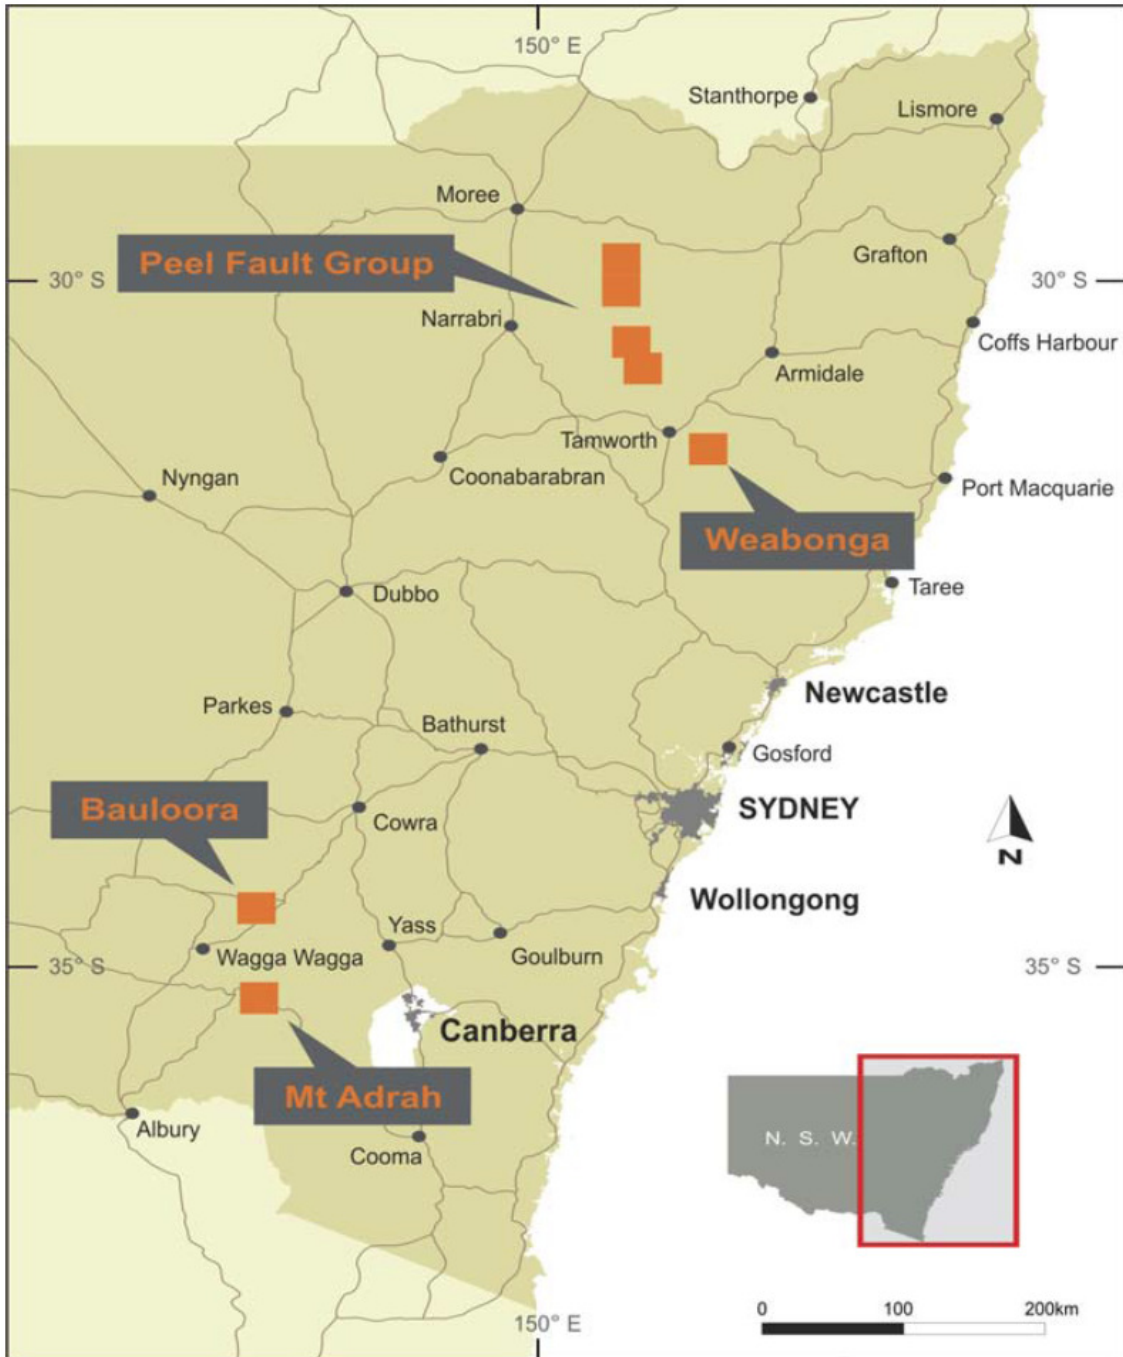 150° E
Stanthorpe
Lismore
Moree
Grafton
Peel Fault Group
30° S
30° S
Narrabri
Coffs Harbour
Armidale
Tamworth
Coonabarabran
Nyngan
Port Macquarie
Weabonga
Taree
Dubbo
Newcastle
Parkes
Bathurst
Gosford
Bauloora
SYDNEY
Cowra
N
Wollongong
Yass
Wagga Wagga
Goulburn
35° S
35° S
Canberra
Mt Adrah
Albury
N. S. W.
Cooma
0 100 200km
150° E